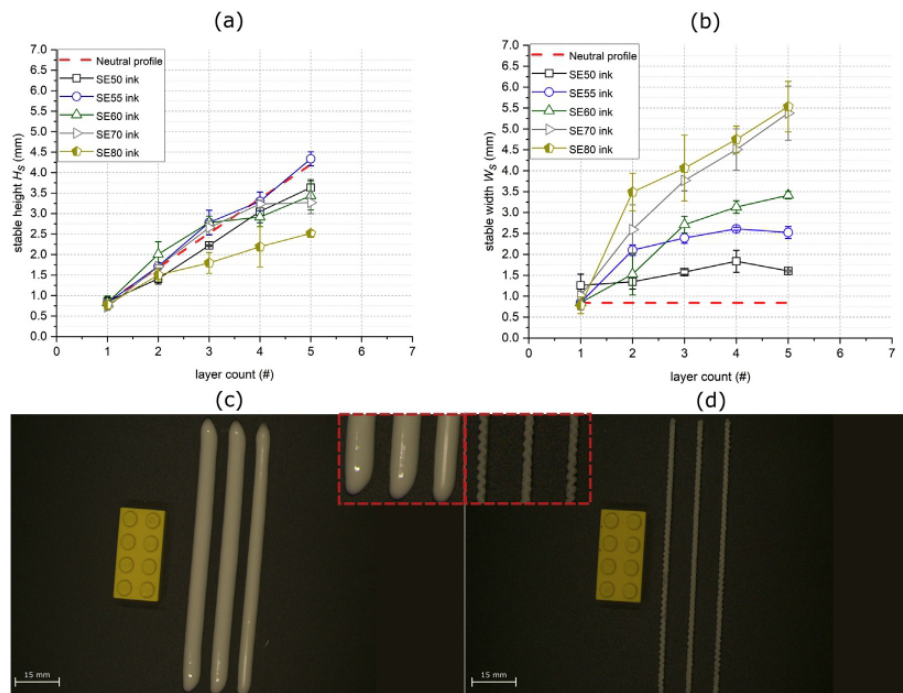 (a)
7.0
6.5
6.0
5.5
5.0
4.5
4.0
3.5
3.0
2.5
2.0
1.5
1.0
0.5
0.0
stable height Hs (mm)
Neutral profile
SE50 ink
SE55 ink
SE60 ink
SE70 ink
SE80 ink
0 1 2 3 4 5 6 7
layer count (#)
(b)
7.0
6.5
6.0
5.5
5.0
4.5
4.0
3.5
3.0
2.5
2.0
1.5
1.0
0.5
0.0
stable width Ws (mm)
Neutral profile
SE50 ink
SE55 ink
SE60 ink
SE70 ink
SE80 ink
0 1 2 3 4 5 6 7
layer count (#)
(c)
15 mm
(d)
15 mm